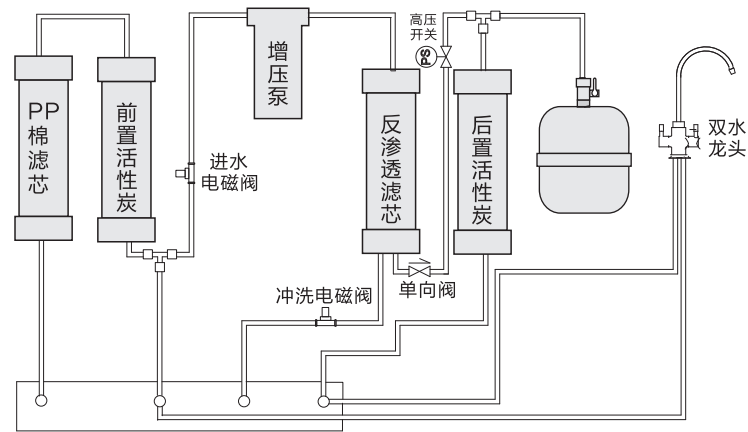 高压
开关
PS
增
压
泵
PP
棉
滤
芯
前
置
活
性
炭
反
渗
透
滤
芯
后
置
活
性
炭
双水
龙头
进水
电磁阀
单向阀
冲洗电磁阀